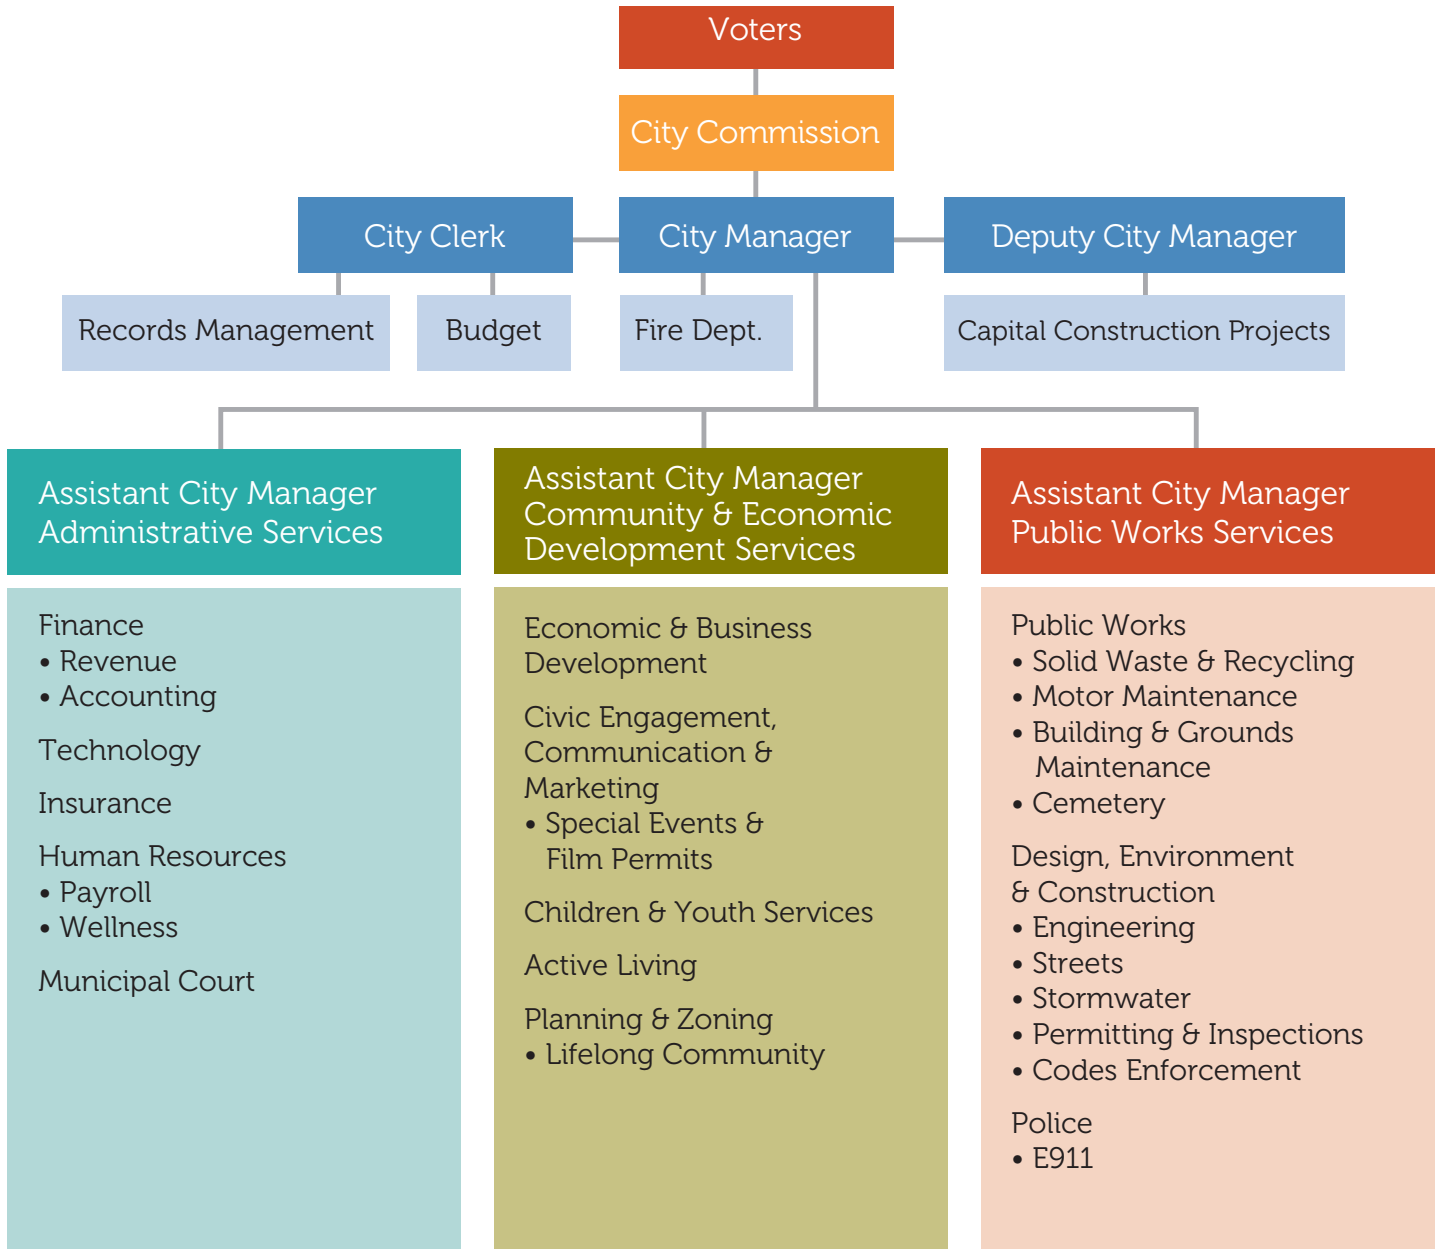 Voters
City Commission
City Clerk
City Manager
Deputy City Manager
Records Management
Budget
Fire Dept.
Capital Construction Projects
Assistant City Manager
Administrative Services
Finance
• Revenue
• Accounting
Technology
Insurance
Human Resources
• Payroll
• Wellness
Municipal Court
Assistant City Manager
Community & Economic
Development Services
Economic & Business
Development
Civic Engagement,
Communication &
Marketing
• Special Events &
Film Permits
Children & Youth Services
Active Living
Planning & Zoning
• Lifelong Community
Assistant City Manager
Public Works Services
Public Works
• Solid Waste & Recycling
• Motor Maintenance
• Building & Grounds
Maintenance
• Cemetery
Design, Environment
& Construction
• Engineering
• Streets
• Stormwater
• Permitting & Inspections
• Codes Enforcement
Police
• E911